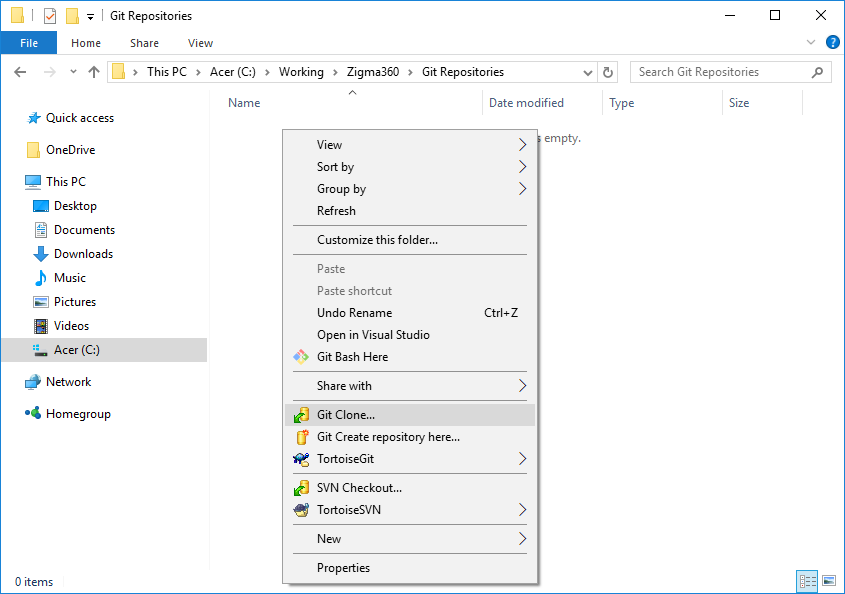 Git Repositories
File Home Share View
This PC Acer (C:) Working Zigma360 Git Repositories
Search Git Repositories
Name Date modified Type Size
Quick access
OneDrive
This PC
Desktop
Documents
Downloads
Music
Pictures
Videos
Acer (C:)
Network
Homegroup
empty.
View
Sort by
Group by
Refresh
Customize this folder...
Paste
Paste shortcut
Undo Rename Ctrl+Z
Open in Visual Studio
Git Bash Here
Share with
Git Clone...
Git Create repository here...
TortoiseGit
SVN Checkout...
TortoiseSVN
New
Properties
0 items